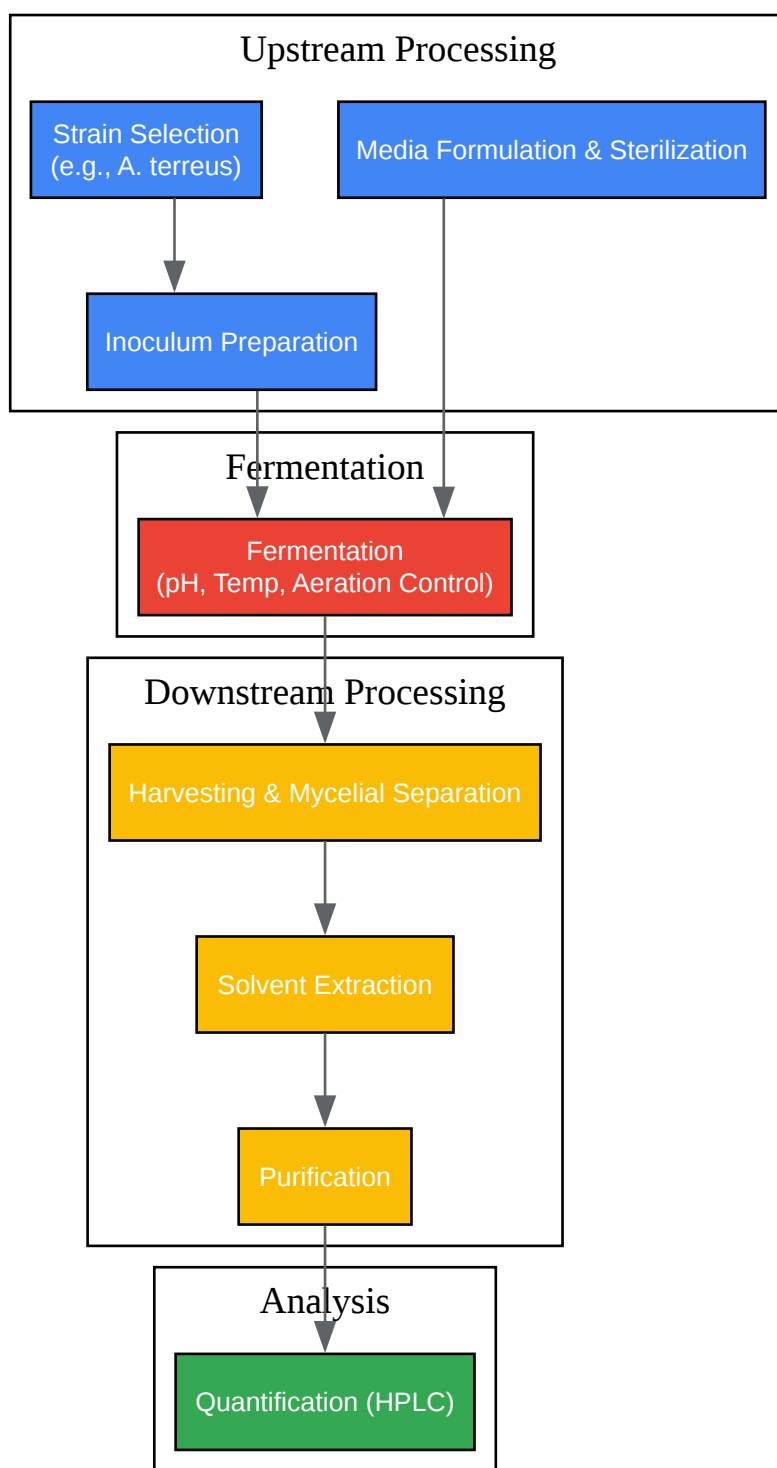 Upstream Processing
Strain Selection
(e.g., A. terreus)
Media Formulation & Sterilization
Inoculum Preparation
Fermentation
Fermentation
(pH, Temp, Aeration Control)
Downstream Processing
Harvesting & Mycelial Separation
Solvent Extraction
Purification
Analysis
Quantification (HPLC)